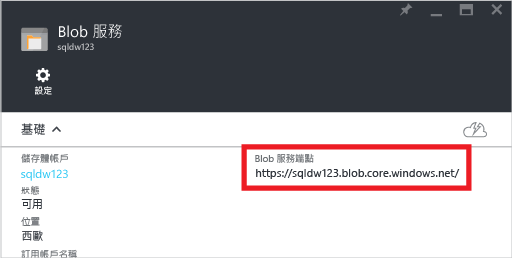 Blob 服務
sqldw123
設定
基礎
儲存體帳戶
sqldw123
狀態
可用
位置
西歐
訂用帳戶名稱
Blob 服務端點
https://sqldw123.blob.core.windows.net/